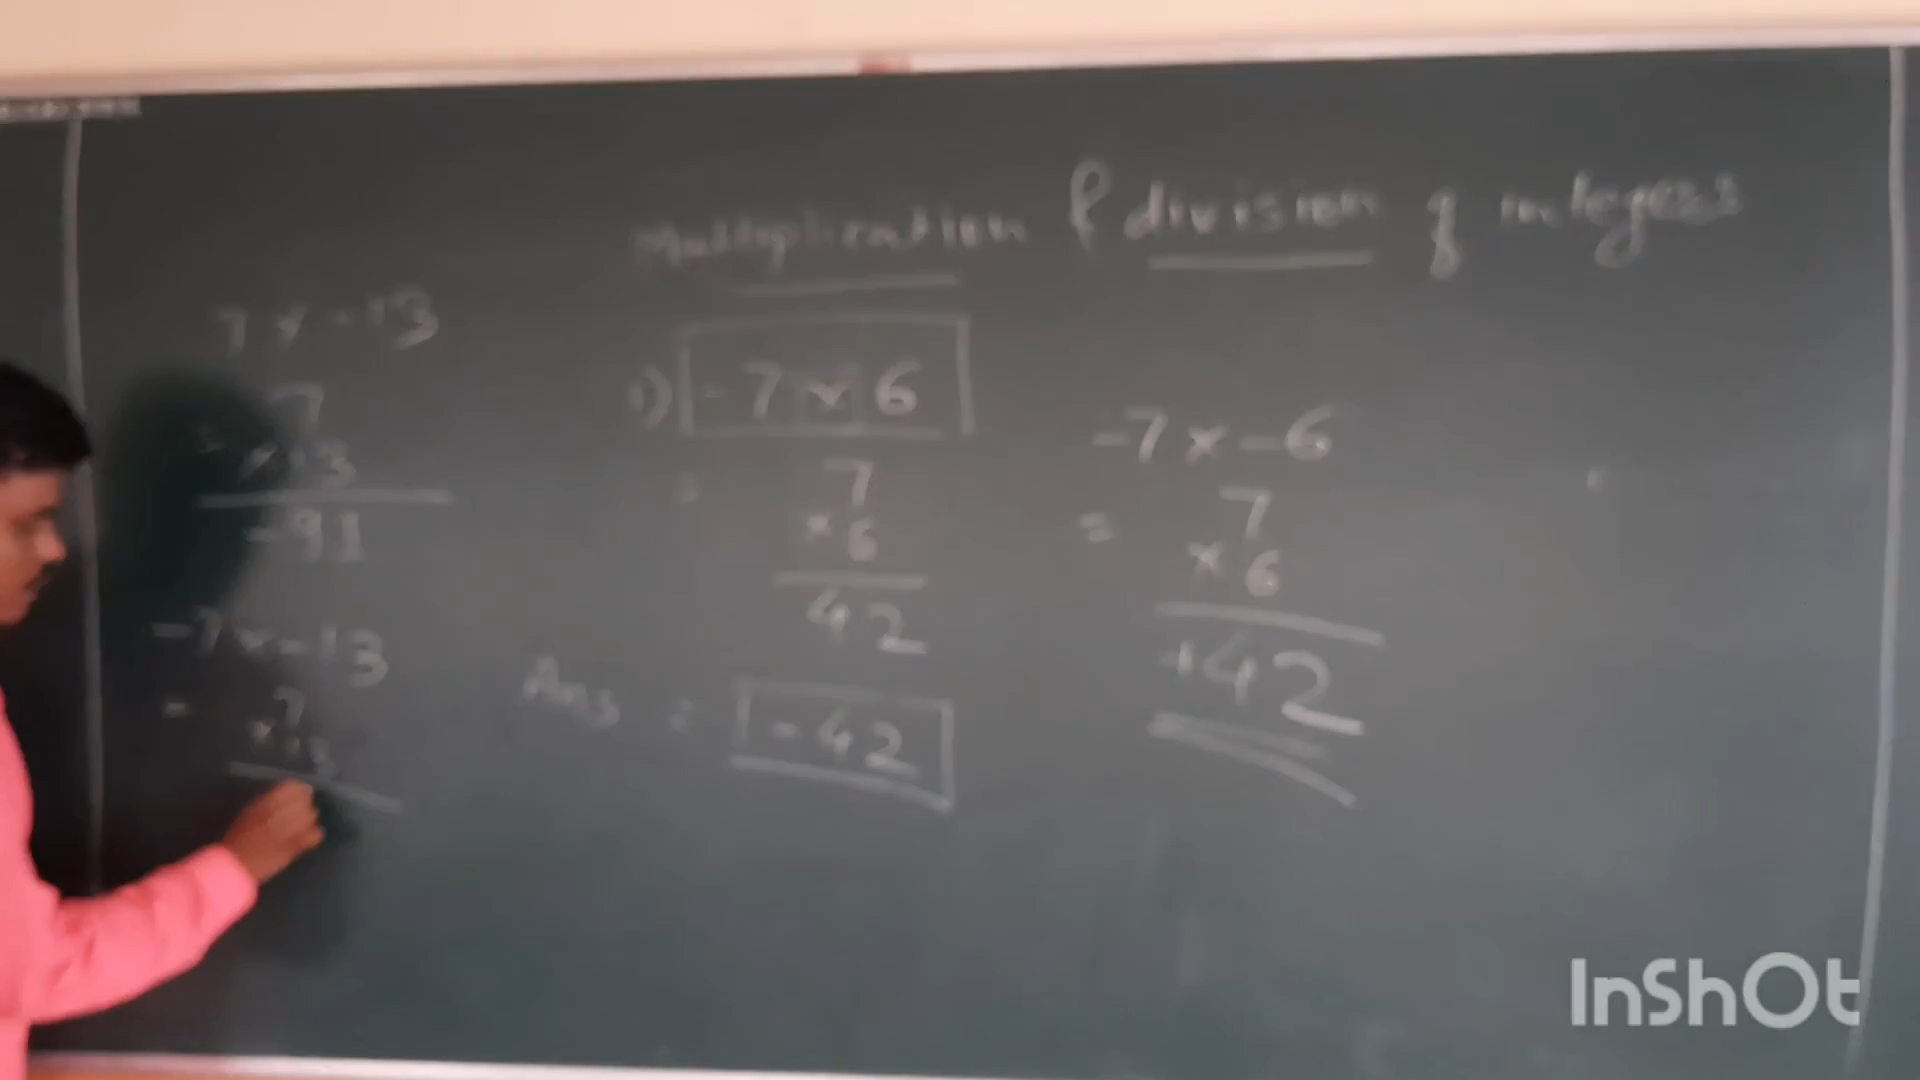 Multiplication & division of integers
7 x -13
= 7
x 13
-91
-7 x -13
= 7
x 13
1) -7 x 6
= 7
x 6
42
Ans = -42
-7 x -6
= 7
x 6
+42
InShOt